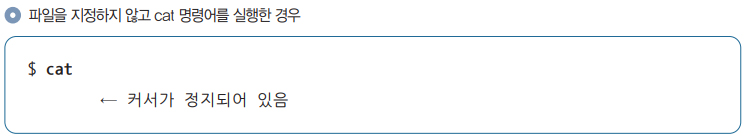 파일을 지정하지 않고 cat 명령어를 실행한 경우
$ cat
← 커서가 정지되어 있음